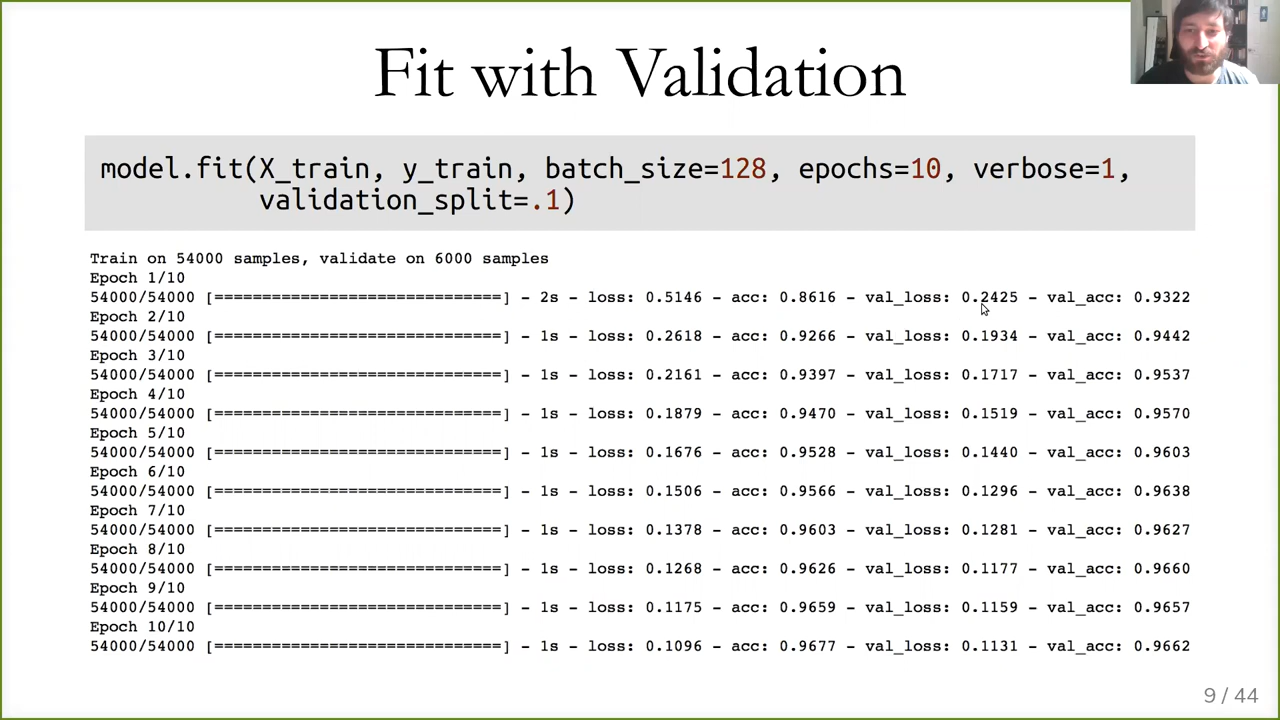 Fit with Validation
model.fit(X_train, y_train, batch_size=128, epochs=10, verbose=1,
validation_split=.1)
Train on 54000 samples, validate on 6000 samples
Epoch 1/10
54000/54000 [==============================] - 2s - loss: 0.5146 - acc: 0.8616 - val_loss: 0.2425 - val_acc: 0.9322
Epoch 2/10
54000/54000 [==============================] - 1s - loss: 0.2618 - acc: 0.9266 - val_loss: 0.1934 - val_acc: 0.9442
Epoch 3/10
54000/54000 [==============================] - 1s - loss: 0.2161 - acc: 0.9397 - val_loss: 0.1717 - val_acc: 0.9537
Epoch 4/10
54000/54000 [==============================] - 1s - loss: 0.1879 - acc: 0.9470 - val_loss: 0.1519 - val_acc: 0.9570
Epoch 5/10
54000/54000 [==============================] - 1s - loss: 0.1676 - acc: 0.9528 - val_loss: 0.1440 - val_acc: 0.9603
Epoch 6/10
54000/54000 [==============================] - 1s - loss: 0.1506 - acc: 0.9566 - val_loss: 0.1296 - val_acc: 0.9638
Epoch 7/10
54000/54000 [==============================] - 1s - loss: 0.1378 - acc: 0.9603 - val_loss: 0.1281 - val_acc: 0.9627
Epoch 8/10
54000/54000 [==============================] - 1s - loss: 0.1268 - acc: 0.9626 - val_loss: 0.1177 - val_acc: 0.9660
Epoch 9/10
54000/54000 [==============================] - 1s - loss: 0.1175 - acc: 0.9659 - val_loss: 0.1159 - val_acc: 0.9657
Epoch 10/10
54000/54000 [==============================] - 1s - loss: 0.1096 - acc: 0.9677 - val_loss: 0.1131 - val_acc: 0.9662
9 / 44